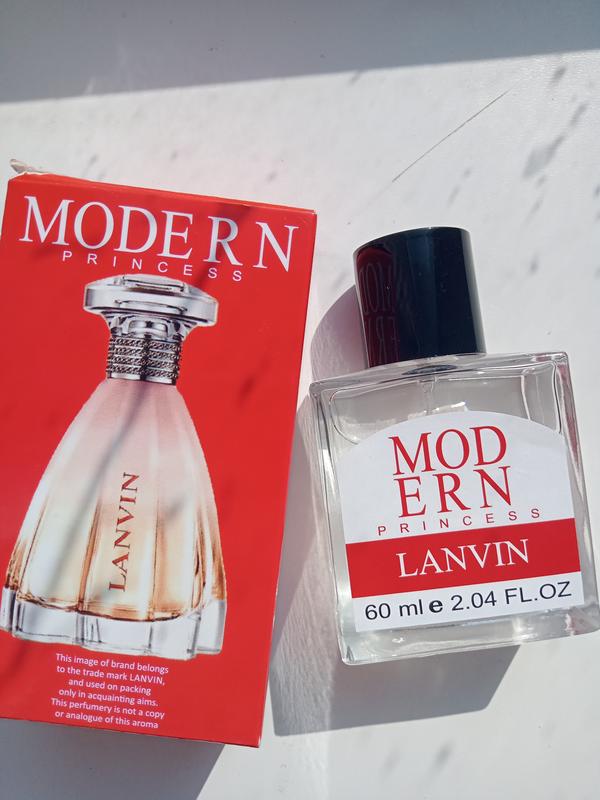 MODERN
PRINCESS
LANVIN
This image of brand belongs
to the trade mark LANVIN,
and used on packing
only in acquainting aims.
This perfumery is not a copy
or analogue of this aroma
MOD
ERN
PRINCESS
LANVIN
60 ml e 2.04 FL.OZ